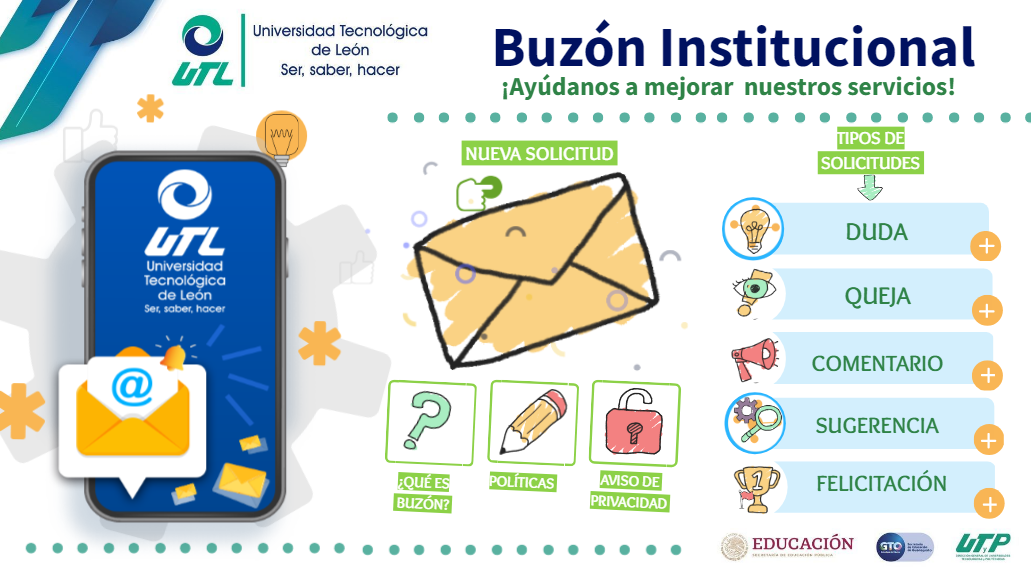 UTL
Universidad Tecnológica
de León
Ser, saber, hacer
Buzón Institucional
¡Ayúdanos a mejorar nuestros servicios!
NUEVA SOLICITUD
TIPOS DE
SOLICITUDES
UTL
Universidad
Tecnológica
de León
Ser, saber, hacer
@
DUDA
+
QUEJA
+
COMENTARIO
+
SUGERENCIA
+
1
FELICITACIÓN
+
¿QUÉ ES
BUZÓN?
POLÍTICAS
AVISO DE
PRIVACIDAD
EDUCACIÓN
SECRETARÍA DE EDUCACIÓN PÚBLICA
GTO
UTP